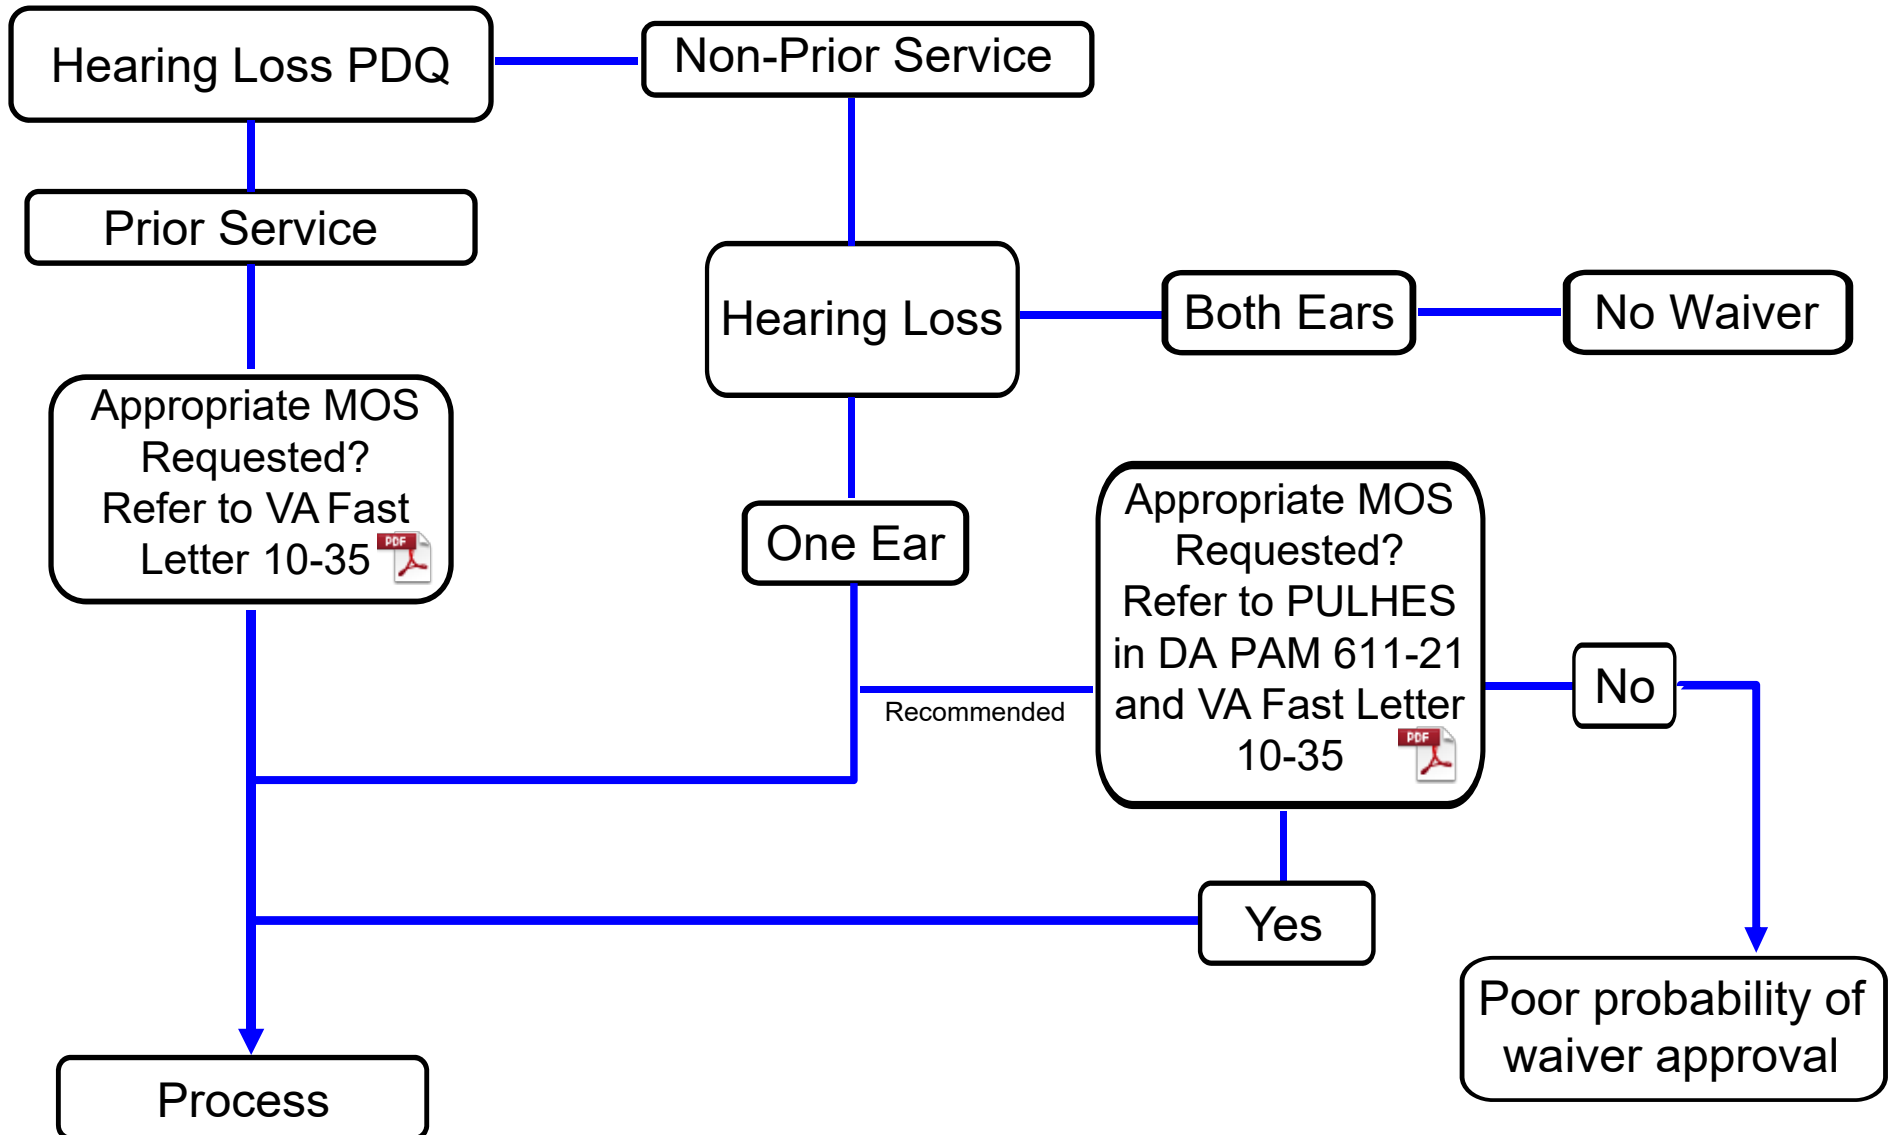 Hearing Loss PDQ
Non-Prior Service
Prior Service
Hearing Loss
Both Ears
No Waiver
Appropriate MOS
Requested?
Refer to VA Fast
Letter 10-35
PDF
One Ear
Appropriate MOS
Requested?
Refer to PULHES
in DA PAM 611-21
and VA Fast Letter
10-35
PDF
Recommended
No
Yes
Poor probability of
waiver approval
Process